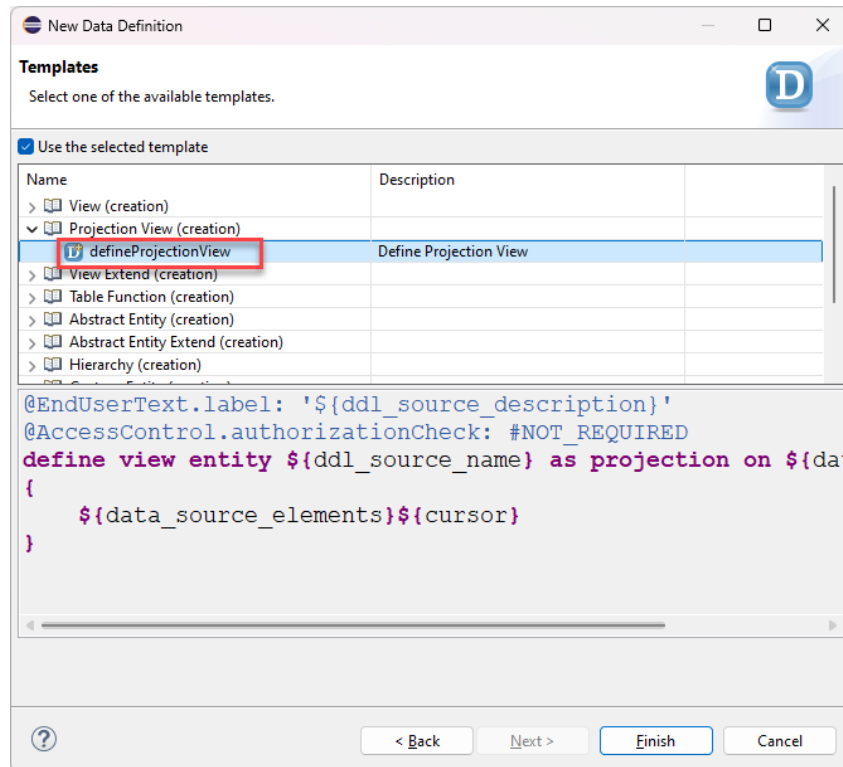 New Data Definition
Templates
Select one of the available templates.
Use the selected template
Name Description
View (creation)
Projection View (creation)
defineProjectionView Define Projection View
View Extend (creation)
Table Function (creation)
Abstract Entity (creation)
Abstract Entity Extend (creation)
Hierarchy (creation)
@EndUserText.label: '${ddl_source_description}'
@AccessControl.authorizationCheck: #NOT_REQUIRED
define view entity ${ddl_source_name} as projection on ${da
{
${data_source_elements}${cursor}
}
< Back Next > Finish Cancel